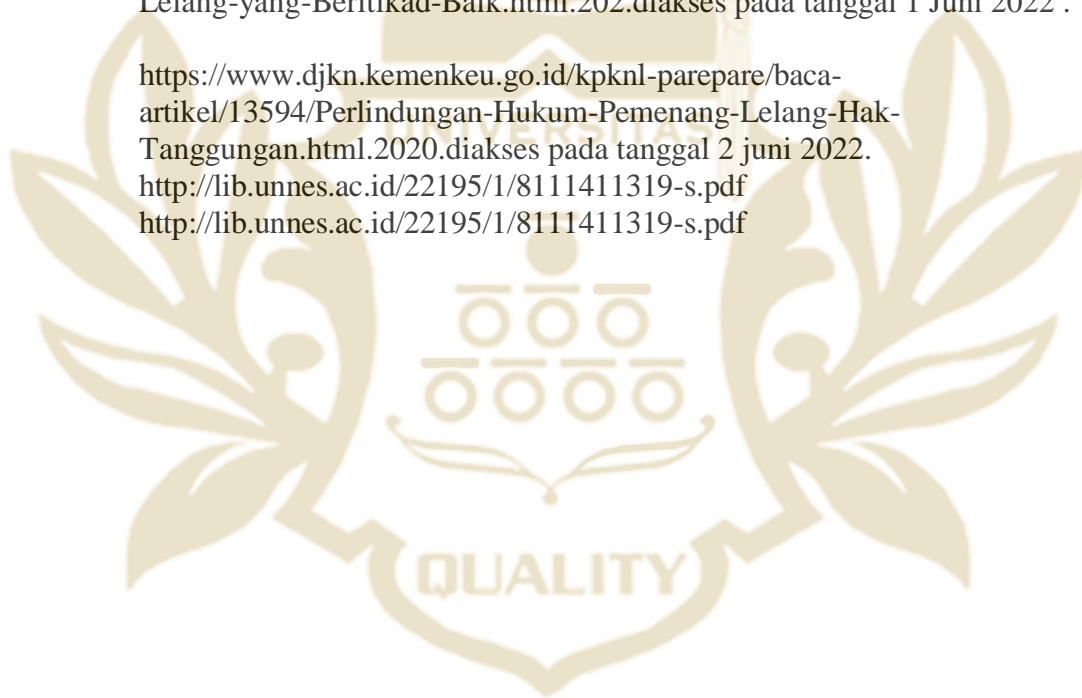 Lelang-yang-Beritikad-Baik.html.202.diakses pada tanggal 1 Juni 2022 .
https://www.djkn.kemenkeu.go.id/kpknl-parepare/baca-
artikel/13594/Perlindungan-Hukum-Pemenang-Lelang-Hak-
Tanggungan.html.2020.diakses pada tanggal 2 juni 2022.
UNIVERSITAS
http://lib.unnes.ac.id/22195/1/8111411319-s.pdf
http://lib.unnes.ac.id/22195/1/8111411319-s.pdf
QUALITY